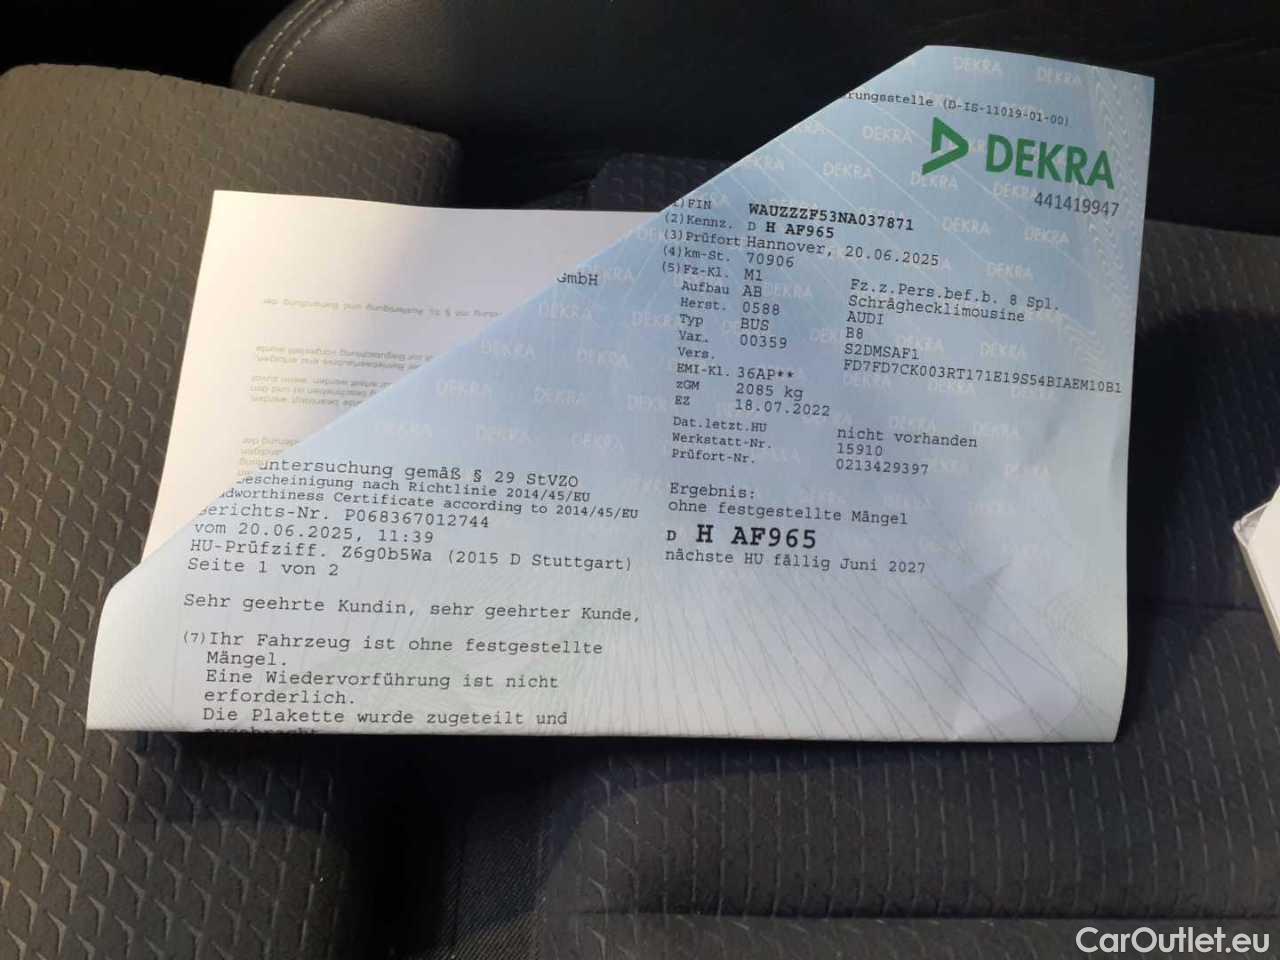 rungsstelle (D-IS-11019-01-00)
DEKRA
441419947
(1)FIN WAUZZZF53NA037871
(2)Kennz. D H AF965
(3)Prüfort Hannover, 20.06.2025
(4)km-St. 70906
(5)Fz-Kl. M1 Fz.z.Pers.bef.b. 8 Spl.
Aufbau AB Schräghecklimousine
Herst. 0588 AUDI
Typ BUS B8
Var. 00359 S2DMSAF1
Vers. FD7FD7CK003RT171E19S54BIAEM10B1
EMI-Kl. 36AP**
zGM 2085 kg
EZ 18.07.2022
Dat.letzt.HU nicht vorhanden
Werkstatt-Nr. 15910
Prüfort-Nr. 0213429397
Ergebnis:
ohne festgestellte Mängel
D H AF965
nächste HU fällig Juni 2027
GmbH
untersuchung gemäß § 29 StVZO
bescheinigung nach Richtlinie 2014/45/EU
adworthiness Certificate according to 2014/45/EU
Berichts-Nr. P068367012744
vom 20.06.2025, 11:39
HU-Prüfziff. Z6g0b5Wa (2015 D Stuttgart)
Seite 1 von 2
Sehr geehrte Kundin, sehr geehrter Kunde,
(7)Ihr Fahrzeug ist ohne festgestellte
Mängel.
Eine Wiedervorführung ist nicht
erforderlich.
Die Plakette wurde zugeteilt und
angebracht
CarOutlet.eu